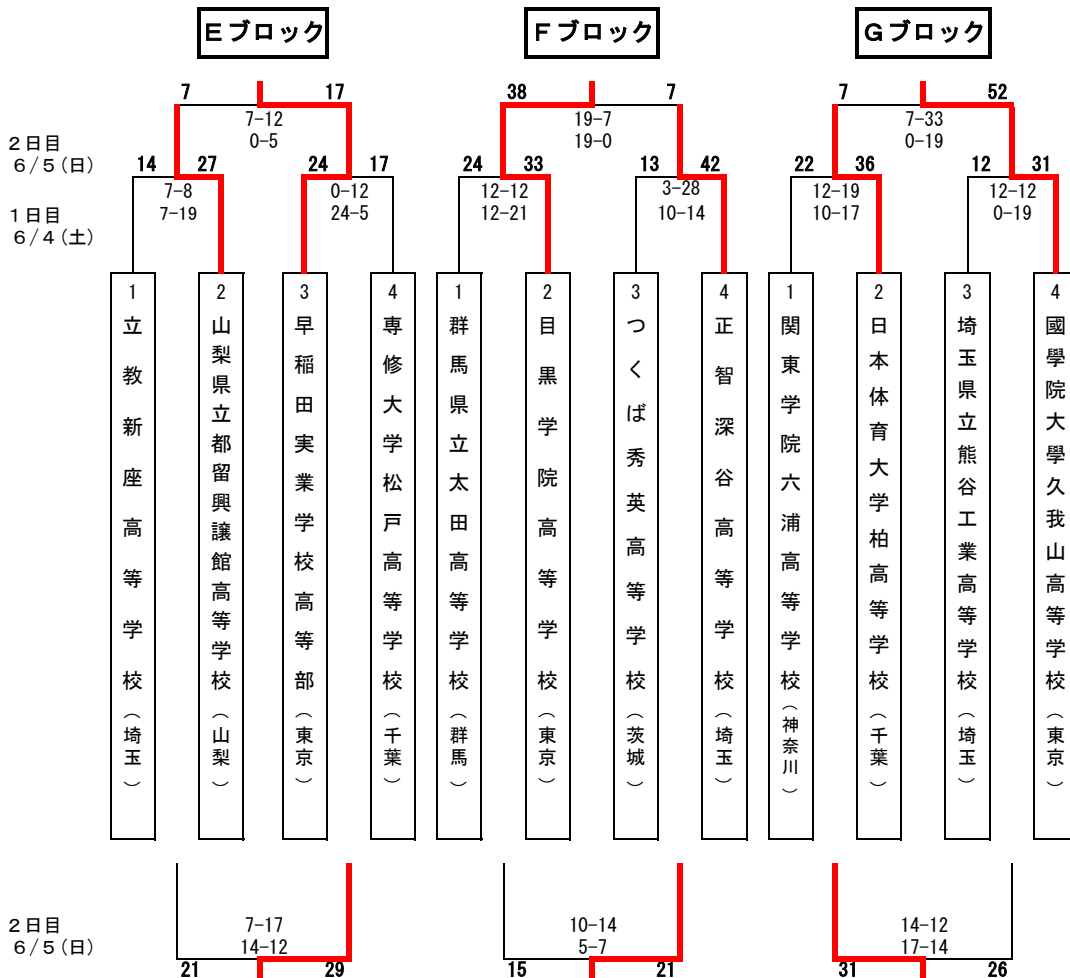 Eブロック
Fブロック
Gブロック
7 17
38 7
7 52
7-12
0-5
19-7
19-0
7-33
0-19
2日目
6/5(日)
14 27
24 17
24 33
13 42
22 36
12 31
7-8
7-19
0-12
24-5
12-12
12-21
3-28
10-14
12-19
10-17
12-12
0-19
1日目
6/4(土)
1 立教新座高等学校(埼玉)
2 山梨県立都留興譲館高等学校(山梨)
3 早稲田実業学校高等部(東京)
4 専修大学松戸高等学校(千葉)
1 群馬県立太田高等学校(群馬)
2 目黒学院高等学校(東京)
3 つくば秀英高等学校(茨城)
4 正智深谷高等学校(埼玉)
1 関東学院六浦高等学校(神奈川)
2 日本体育大学柏高等学校(千葉)
3 埼玉県立熊谷工業高等学校(埼玉)
4 國學院大學久我山高等学校(東京)
2日目
6/5(日)
7-17
14-12
21 29
10-14
5-7
15 21
14-12
17-14
31 26